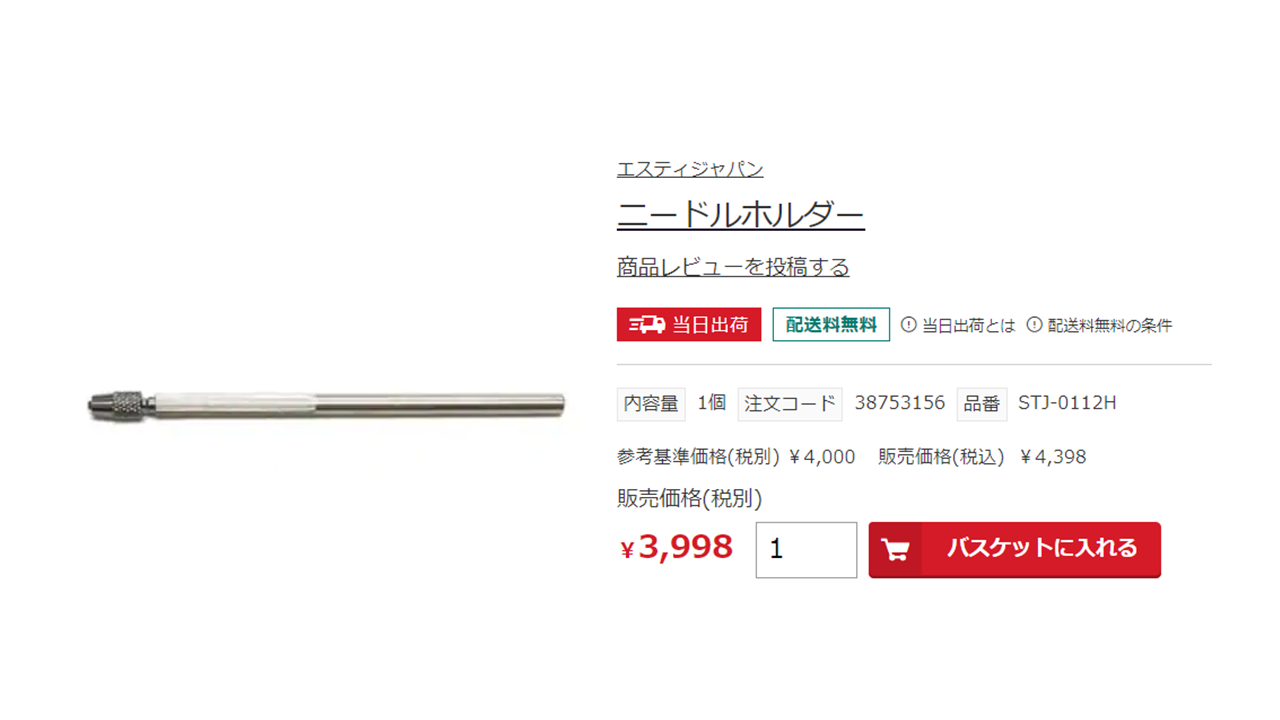 エスティジャパン
ニードルホルダー
商品レビューを投稿する
当日出荷 配送料無料 当日出荷とは 配送料無料の条件
内容量 1個 注文コード 38753156 品番 STJ-0112H
参考基準価格(税別) ¥4,000 販売価格(税込) ¥4,398
販売価格(税別)
¥3,998 1 バスケットに入れる